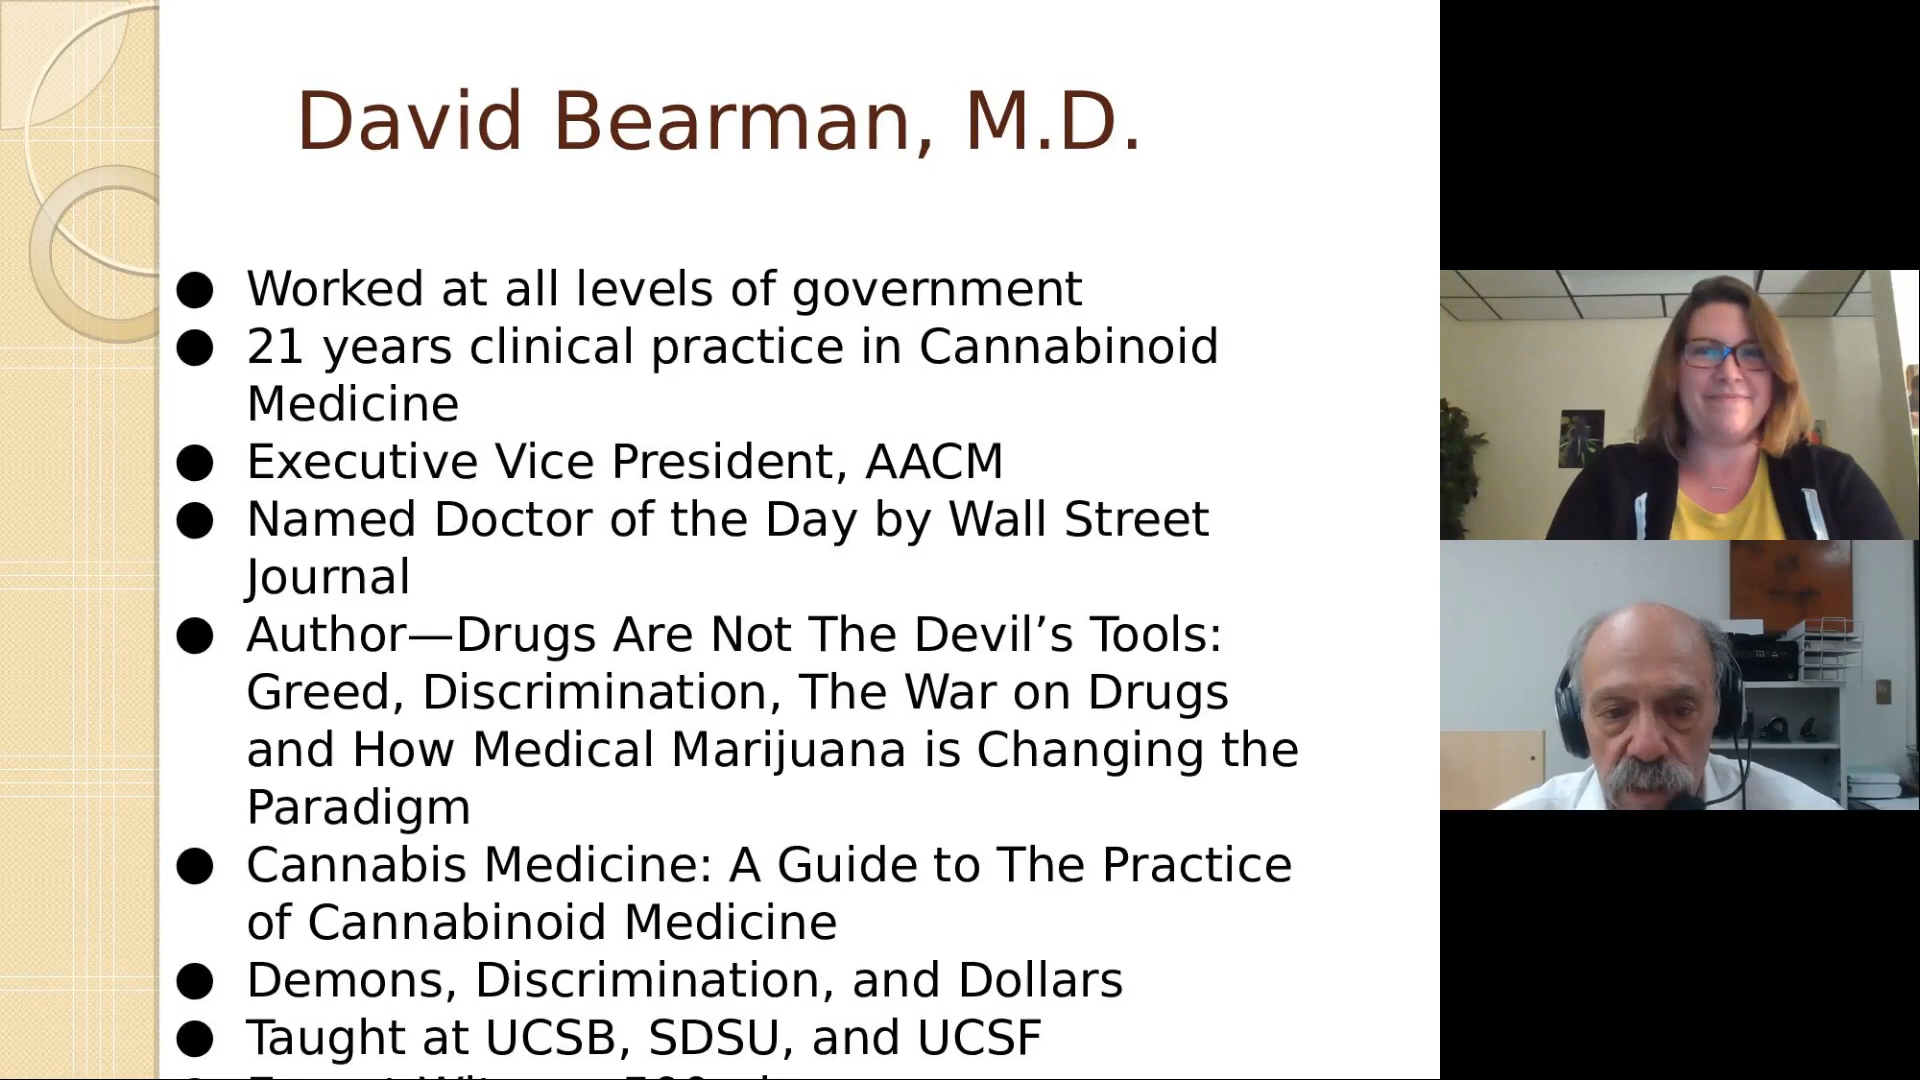 David Bearman, M.D.
● Worked at all levels of government
● 21 years clinical practice in Cannabinoid
Medicine
● Executive Vice President, AACM
● Named Doctor of the Day by Wall Street
Journal
● Author—Drugs Are Not The Devil’s Tools:
Greed, Discrimination, The War on Drugs
and How Medical Marijuana is Changing the
Paradigm
● Cannabis Medicine: A Guide to The Practice
of Cannabinoid Medicine
● Demons, Discrimination, and Dollars
● Taught at UCSB, SDSU, and UCSF